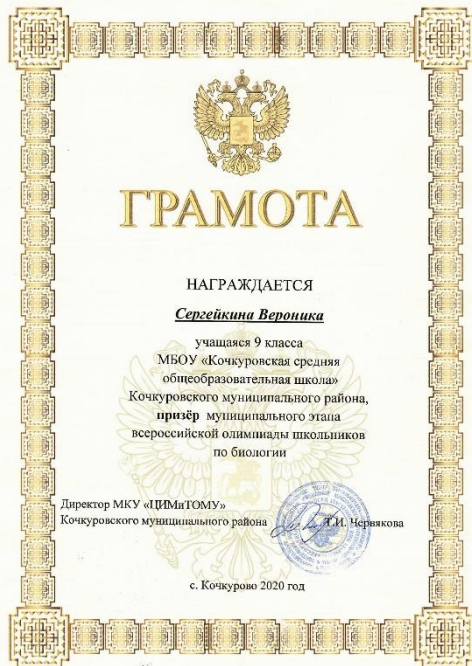 ГРАМОТА
НАГРАЖДАЕТСЯ
Сергейкина Вероника
учащаяся 9 класса
МБОУ «Кочкуровская средняя
общеобразовательная школа»
Кочкуровского муниципального района,
призёр муниципального этапа
всероссийской олимпиады школьников
по биологии
Директор МКУ «ЦИМиТОМУ»
Кочкуровского муниципального района Т.И. Червякова
с. Кочкурово 2020 год